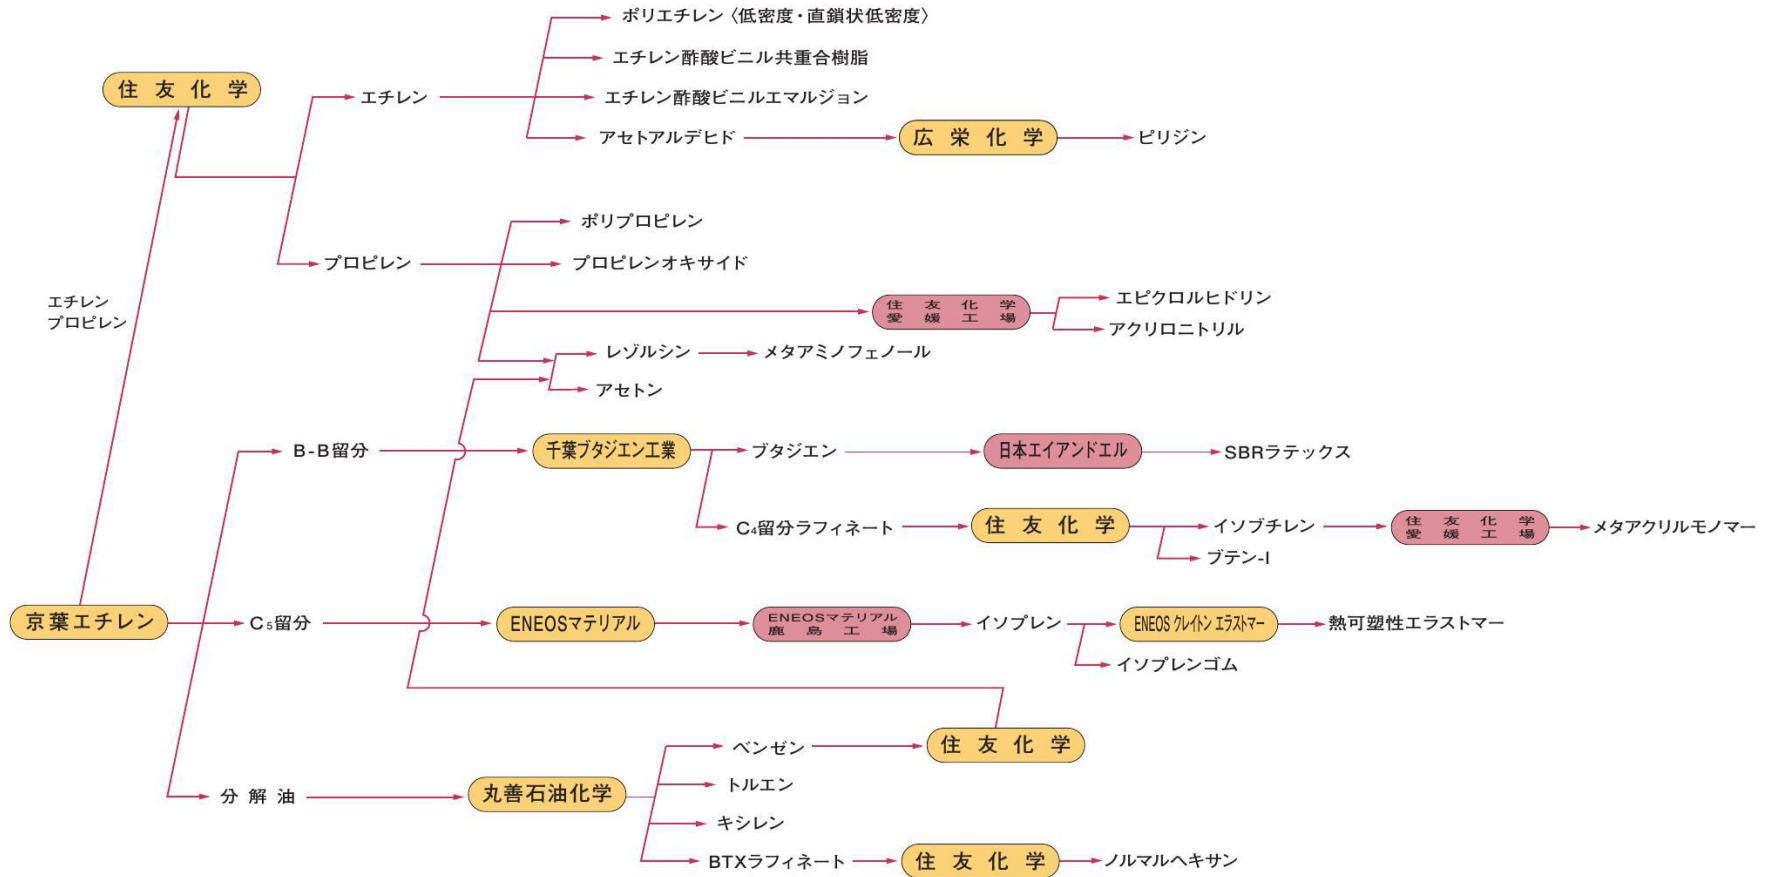 ポリエチレン〈低密度・直鎖状低密度〉
エチレン酢酸ビニル共重合樹脂
住友化学
エチレン
エチレン酢酸ビニルエマルジョン
アセトアルデヒド
広栄化学
ピリジン
ポリプロピレン
プロピレン
プロピレンオキサイド
エチレン
プロピレン
住友化学
愛媛工場
エピクロルヒドリン
アクリロニトリル
レゾルシン
メタアミノフェノール
アセトン
B-B留分
千葉ブタジエン工業
ブタジエン
日本エイアンドエル
SBRラテックス
C₄留分ラフィネート
住友化学
イソブチレン
住友化学
愛媛工場
メタアクリルモノマー
ブテン-I
京葉エチレン
C₅留分
ENEOSマテリアル
ENEOSマテリアル
鹿島工場
イソプレン
ENEOS クレイトン エラストマー
熱可塑性エラストマー
イソプレンゴム
ベンゼン
住友化学
トルエン
分解油
丸善石油化学
キシレン
BTXラフィネート
住友化学
ノルマルヘキサン